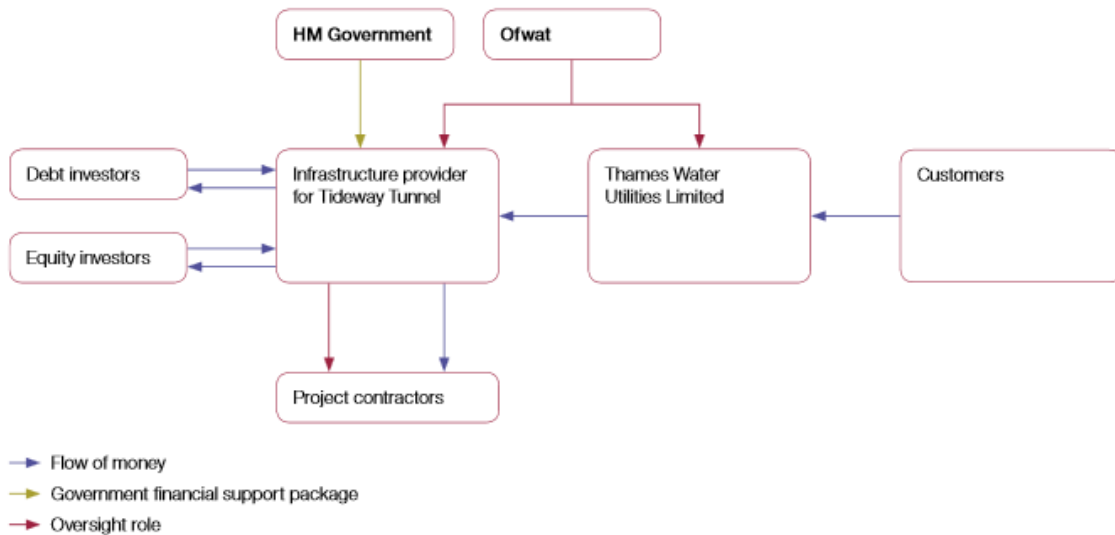 HM Government
Ofwat
Debt investors
Infrastructure provider
for Tideway Tunnel
Thames Water
Utilities Limited
Customers
Equity investors
Project contractors
Flow of money
Government financial support package
Oversight role